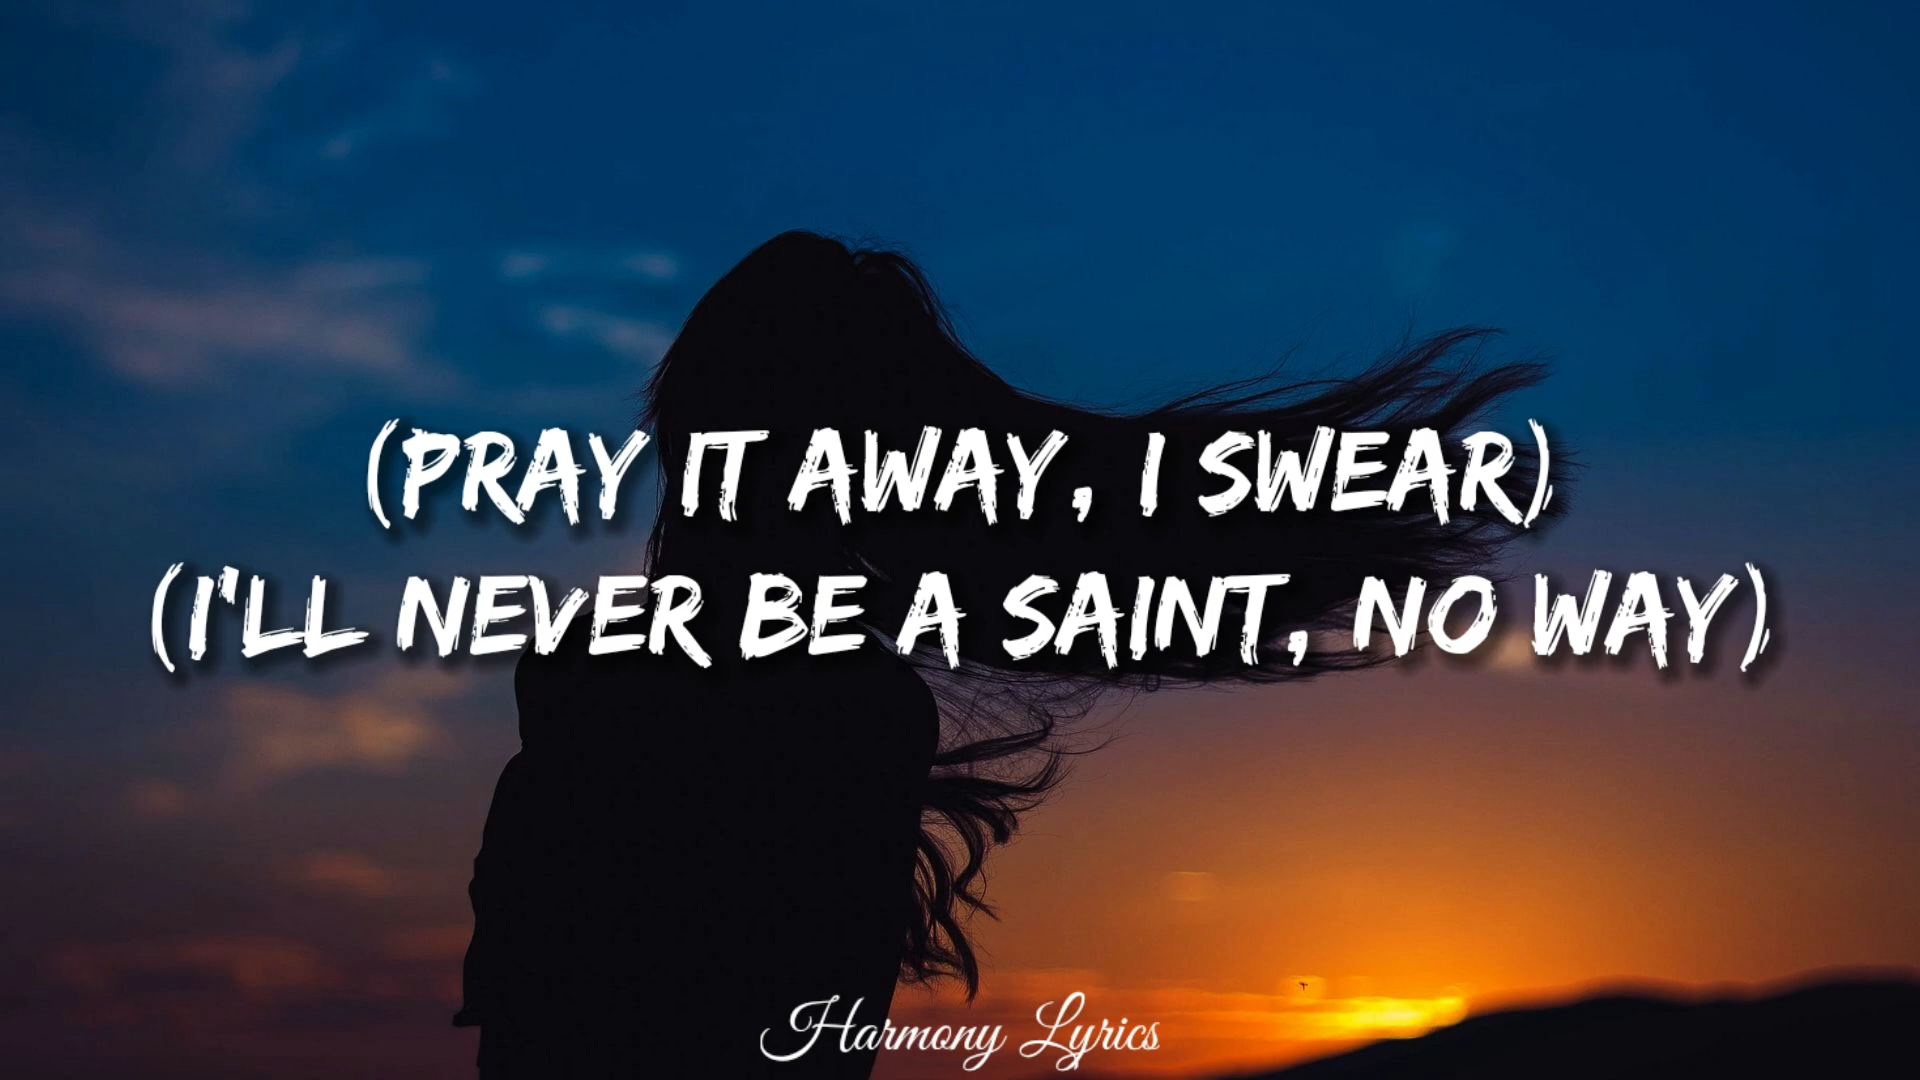 (PRAY IT AWAY, I SWEAR)
(I'LL NEVER BE A SAINT, NO WAY)
Harmony Lyrics